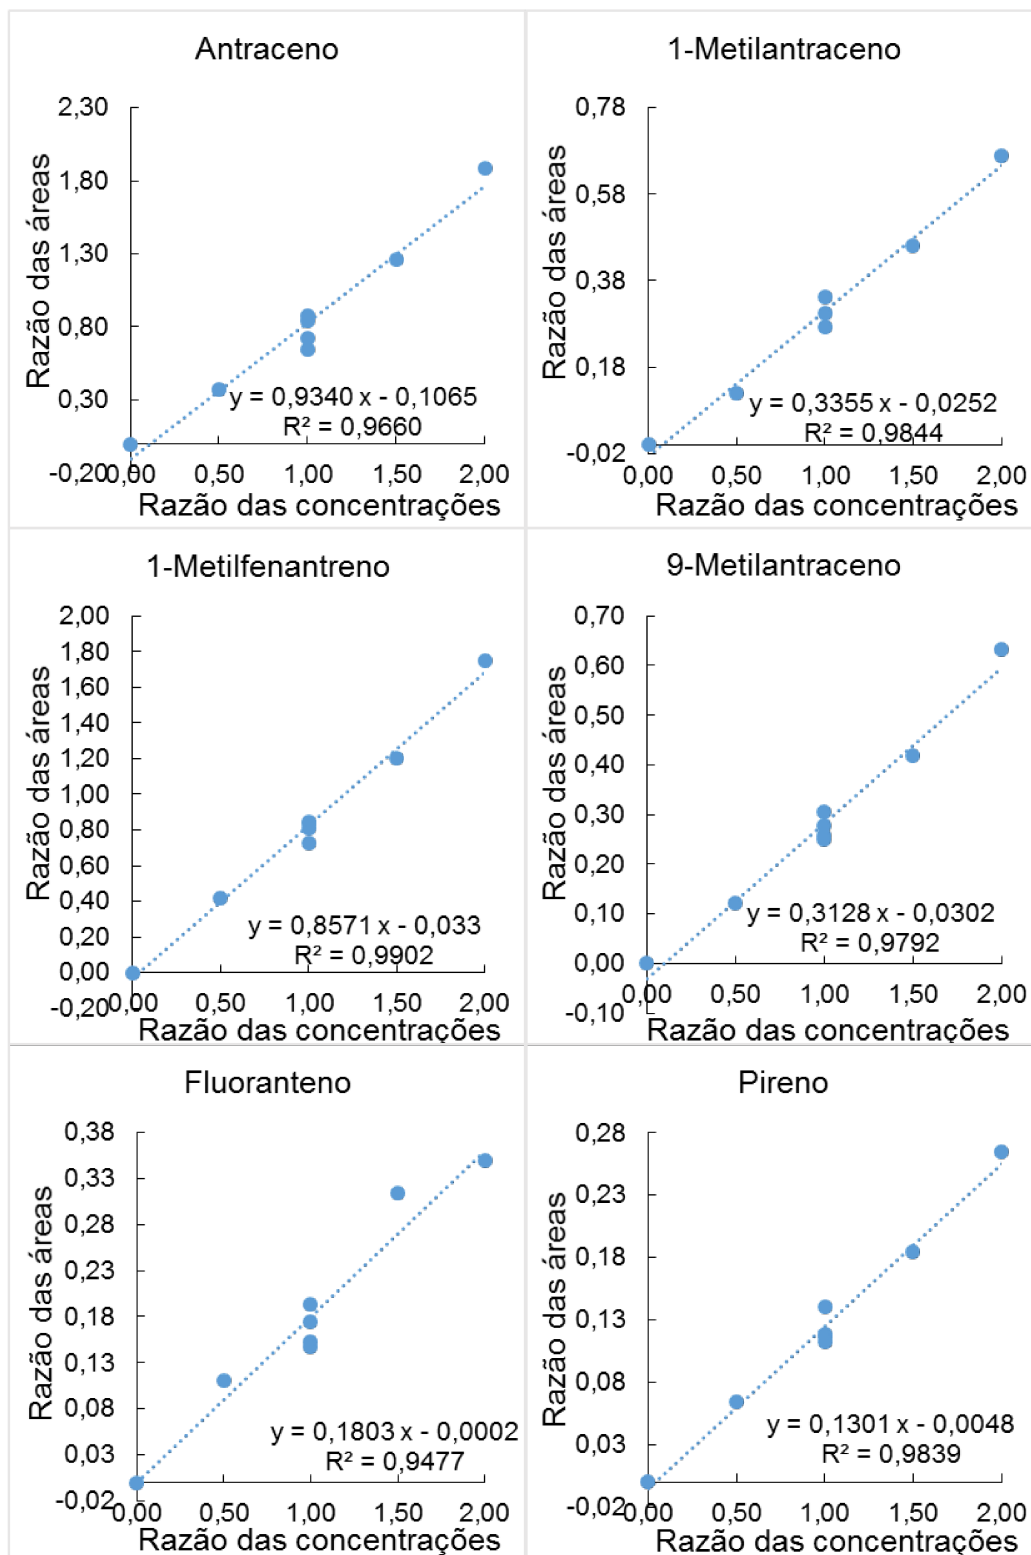 Antraceno
2,30
1,80
1,30
0,80
0,30
-0,20
Razão das áreas
y = 0,9340 x - 0,1065
R² = 0,9660
0,00 0,50 1,00 1,50 2,00
Razão das concentrações
1-Metilantraceno
0,78
0,58
0,38
0,18
-0,02
Razão das áreas
y = 0,3355 x - 0,0252
R² = 0,9844
0,00 0,50 1,00 1,50 2,00
Razão das concentrações
1-Metilfenantreno
2,00
1,80
1,60
1,40
1,20
1,00
0,80
0,60
0,40
0,20
0,00
-0,20
Razão das áreas
y = 0,8571 x - 0,033
R² = 0,9902
0,00 0,50 1,00 1,50 2,00
Razão das concentrações
9-Metilantraceno
0,70
0,60
0,50
0,40
0,30
0,20
0,10
0,00
-0,10
Razão das áreas
y = 0,3128 x - 0,0302
R² = 0,9792
0,00 0,50 1,00 1,50 2,00
Razão das concentrações
Fluoranteno
0,38
0,33
0,28
0,23
0,18
0,13
0,08
0,03
-0,02
Razão das áreas
y = 0,1803 x - 0,0002
R² = 0,9477
0,00 0,50 1,00 1,50 2,00
Razão das concentrações
Pireno
0,28
0,23
0,18
0,13
0,08
0,03
-0,02
Razão das áreas
y = 0,1301 x - 0,0048
R² = 0,9839
0,00 0,50 1,00 1,50 2,00
Razão das concentrações